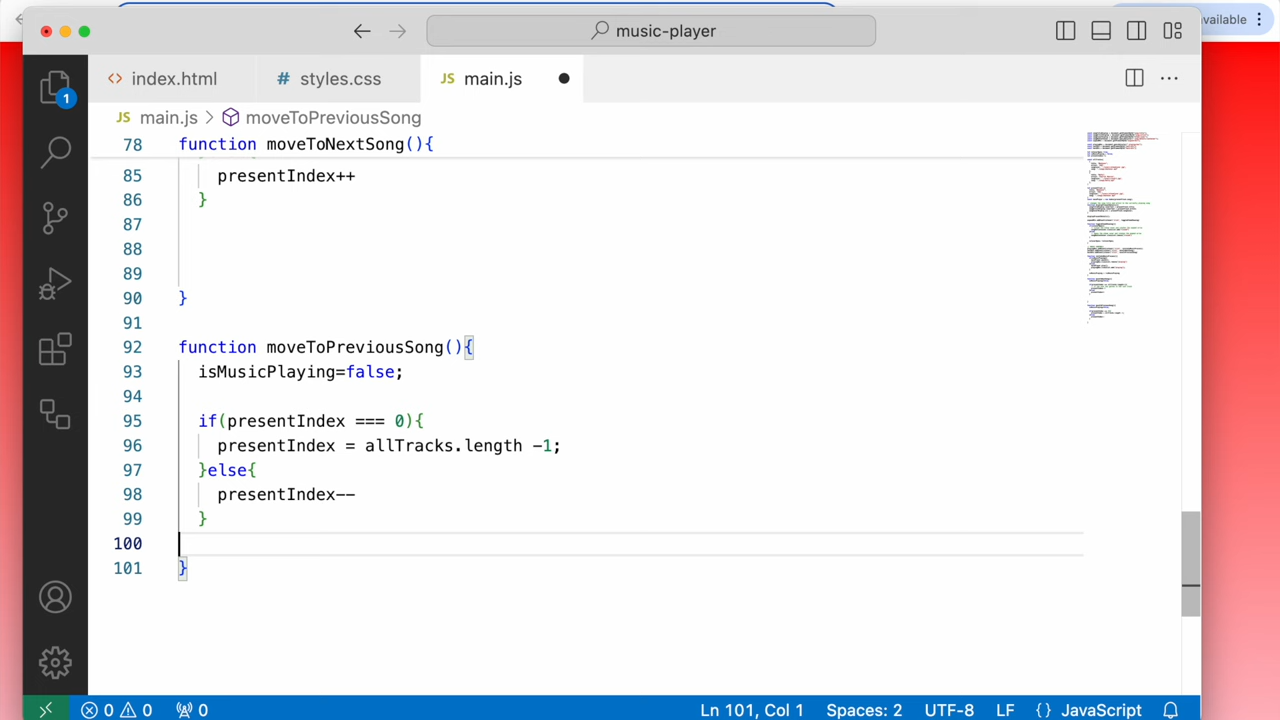 vailable
music-player
index.html
# styles.css
JS main.js
JS main.js > moveToPreviousSong
78 function moveToNextSong(){
85 presentIndex++
86 }
87
88
89
90 }
91
92 function moveToPreviousSong(){
93 isMusicPlaying=false;
94
95 if(presentIndex === 0){
96 presentIndex = allTracks.length -1;
97 }else{
98 presentIndex--
99 }
100
101 }
1
0 0 0 Ln 101, Col 1 Spaces: 2 UTF-8 LF {} JavaScript